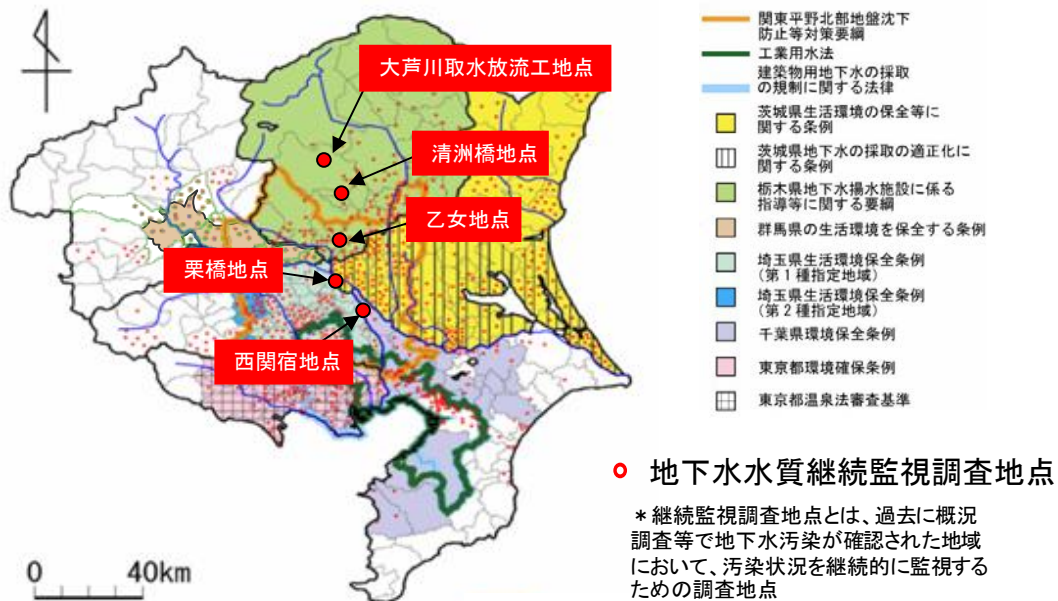 大芦川取水放流工地点
清洲橋地点
乙女地点
栗橋地点
西関宿地点
0 40km
関東平野北部地盤沈下
防止等対策要綱
工業用水法
建築物用地下水の採取
の規制に関する法律
茨城県生活環境の保全等に
関する条例
茨城県地下水の採取の適正化に
関する条例
栃木県地下水揚水施設に係る
指導等に関する要綱
群馬県の生活環境を保全する条例
埼玉県生活環境保全条例
(第1種指定地域)
埼玉県生活環境保全条例
(第2種指定地域)
千葉県環境保全条例
東京都環境確保条例
東京都温泉法審査基準
地下水水質継続監視調査地点
*継続監視調査地点とは、過去に概況
調査等で地下水汚染が確認された地域
において、汚染状況を継続的に監視する
ための調査地点